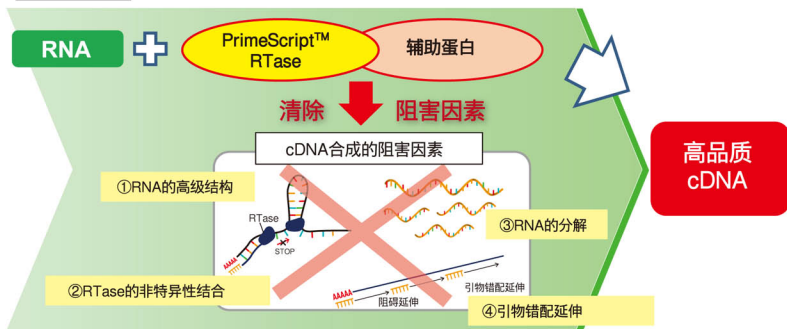 RNA
PrimeScript™
RTase
辅助蛋白
清除
阻害因素
cDNA合成的阻害因素
高品质
cDNA
①RNA的高级结构
RTase
STOP
③RNA的分解
②RTase的非特异性结合
AAAAA
AAAAA
阻碍延伸
引物错配延伸
④引物错配延伸